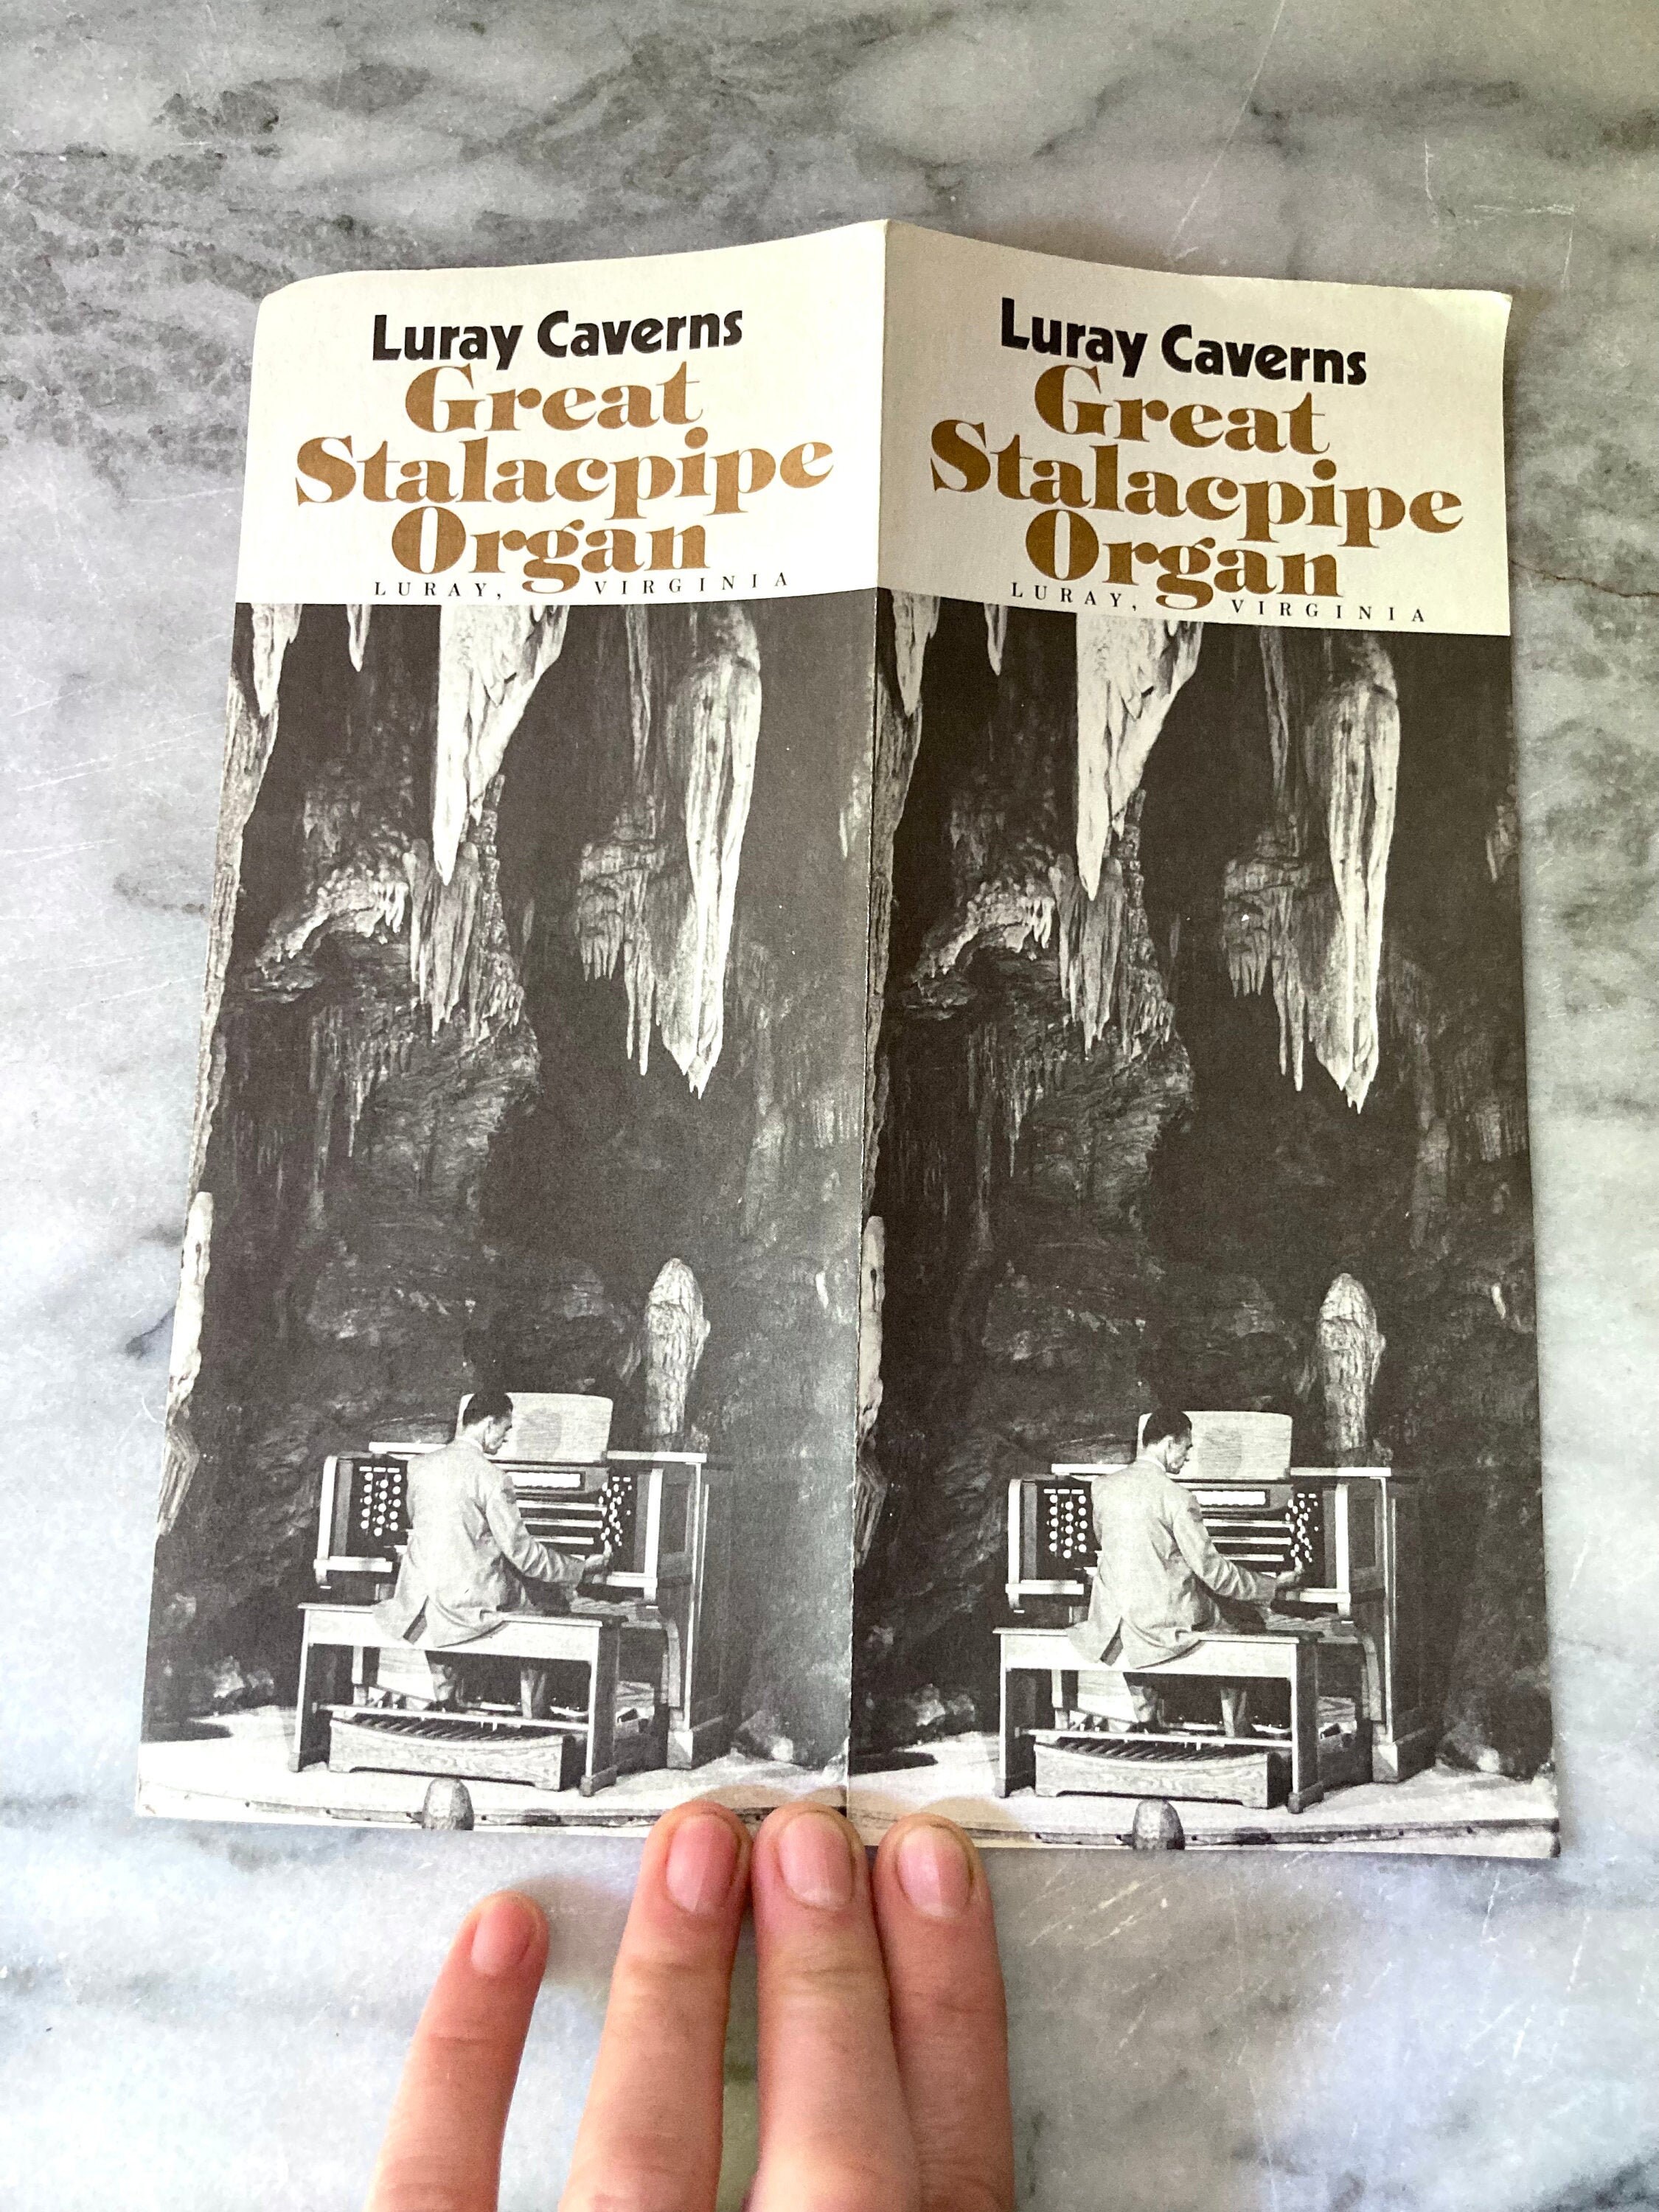 Luray Caverns
Great
Stalacpipe
Organ
LURAY, VIRGINIA
Luray Caverns
Great
Stalacpipe
Organ
LURAY, VIRGINIA